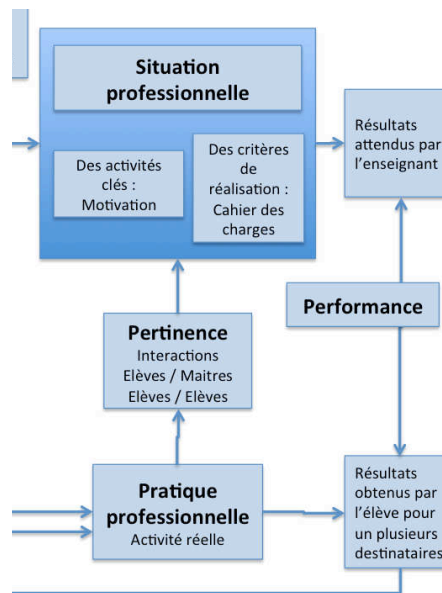 Situation
professionnelle
Des activités
clés :
Motivation
Des critères
de
réalisation :
Cahier des
charges
Résultats
attendus par
l’enseignant
Performance
Pertinence
Interactions
Elèves / Maitres
Elèves / Elèves
Pratique
professionnelle
Activité réelle
Résultats
obtenus par
l’élève pour
un plusieurs
destinataires